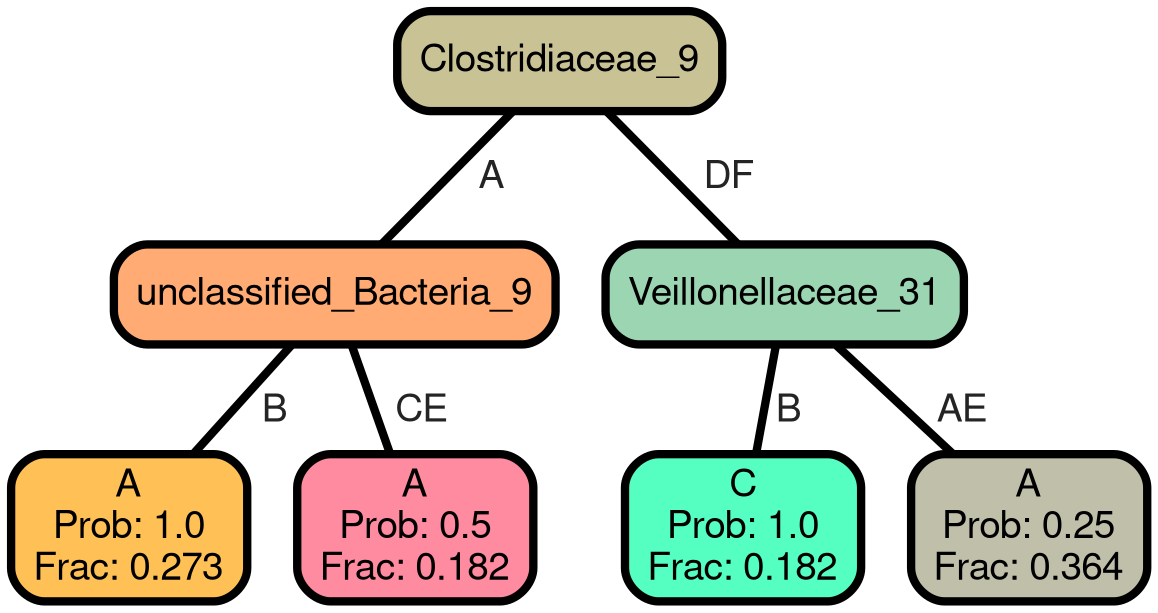 Clostridiaceae_9
A
DF
unclassified_Bacteria_9
Veillonellaceae_31
B
CE
B
AE
A
Prob: 1.0
Frac: 0.273
A
Prob: 0.5
Frac: 0.182
C
Prob: 1.0
Frac: 0.182
A
Prob: 0.25
Frac: 0.364